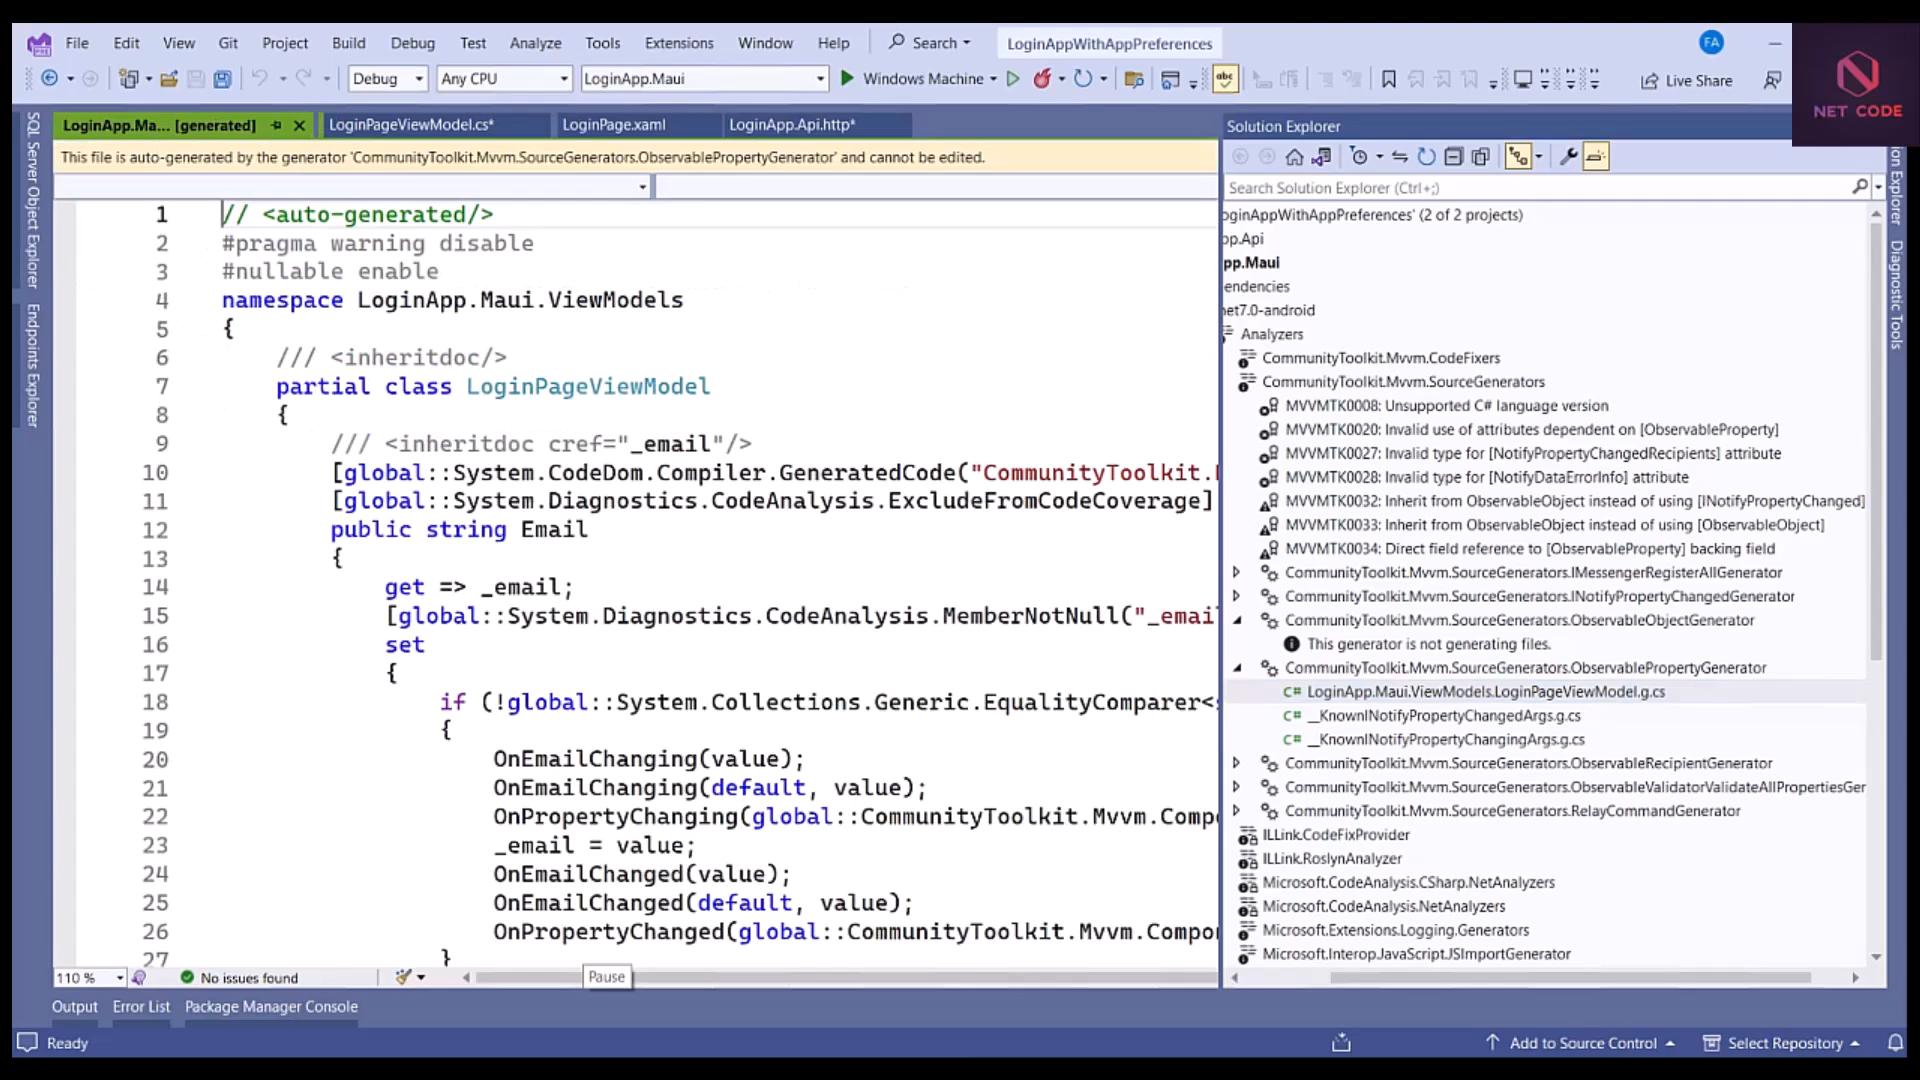 File Edit View Git Project Build Debug Test Analyze Tools Extensions Window Help Search LoginAppWithAppPreferences FA
Debug Any CPU LoginApp.Maui Windows Machine abc Live Share
NET CODE
SQL Server Object Explorer
Endpoints Explorer
LoginApp.Ma... [generated] LoginPageViewModel.cs* LoginPage.xaml LoginApp.Api.http*
This file is auto-generated by the generator 'CommunityToolkit.Mvvm.SourceGenerators.ObservablePropertyGenerator' and cannot be edited.
1 // <auto-generated/>
2 #pragma warning disable
3 #nullable enable
4 namespace LoginApp.Maui.ViewModels
5 {
6 /// <inheritdoc/>
7 partial class LoginPageViewModel
8 {
9 /// <inheritdoc cref="_email"/>
10 [global::System.CodeDom.Compiler.GeneratedCode("CommunityToolkit.
11 [global::System.Diagnostics.CodeAnalysis.ExcludeFromCodeCoverage]
12 public string Email
13 {
14 get => _email;
15 [global::System.Diagnostics.CodeAnalysis.MemberNotNull("_emai
16 set
17 {
18 if (!global::System.Collections.Generic.EqualityComparer<
19 {
20 OnEmailChanging(value);
21 OnEmailChanging(default, value);
22 OnPropertyChanging(global::CommunityToolkit.Mvvm.Comp
23 _email = value;
24 OnEmailChanged(value);
25 OnEmailChanged(default, value);
26 OnPropertyChanged(global::CommunityToolkit.Mvvm.Compo
27 }
110 % No issues found Pause
Output Error List Package Manager Console
Ready Add to Source Control Select Repository
Solution Explorer
Search Solution Explorer (Ctrl+;)
oginAppWithAppPreferences' (2 of 2 projects)
pp.Api
pp.Maui
endencies
net7.0-android
Analyzers
CommunityToolkit.Mvvm.CodeFixers
CommunityToolkit.Mvvm.SourceGenerators
MVVMTK0008: Unsupported C# language version
MVVMTK0020: Invalid use of attributes dependent on [ObservableProperty]
MVVMTK0027: Invalid type for [NotifyPropertyChangedRecipients] attribute
MVVMTK0028: Invalid type for [NotifyDataErrorInfo] attribute
MVVMTK0032: Inherit from ObservableObject instead of using [INotifyPropertyChanged]
MVVMTK0033: Inherit from ObservableObject instead of using [ObservableObject]
MVVMTK0034: Direct field reference to [ObservableProperty] backing field
CommunityToolkit.Mvvm.SourceGenerators.IMessengerRegisterAllGenerator
CommunityToolkit.Mvvm.SourceGenerators.INotifyPropertyChangedGenerator
CommunityToolkit.Mvvm.SourceGenerators.ObservableObjectGenerator
This generator is not generating files.
CommunityToolkit.Mvvm.SourceGenerators.ObservablePropertyGenerator
C# LoginApp.Maui.ViewModels.LoginPageViewModel.g.cs
C# __KnownINotifyPropertyChangedArgs.g.cs
C# __KnownINotifyPropertyChangingArgs.g.cs
CommunityToolkit.Mvvm.SourceGenerators.ObservableRecipientGenerator
CommunityToolkit.Mvvm.SourceGenerators.ObservableValidatorValidateAllPropertiesGer
CommunityToolkit.Mvvm.SourceGenerators.RelayCommandGenerator
ILLink.CodeFixProvider
ILLink.RoslynAnalyzer
Microsoft.CodeAnalysis.CSharp.NetAnalyzers
Microsoft.CodeAnalysis.NetAnalyzers
Microsoft.Extensions.Logging.Generators
Microsoft.Interop.JavaScript.JSImportGenerator
ion Explorer
Diagnostic Tools